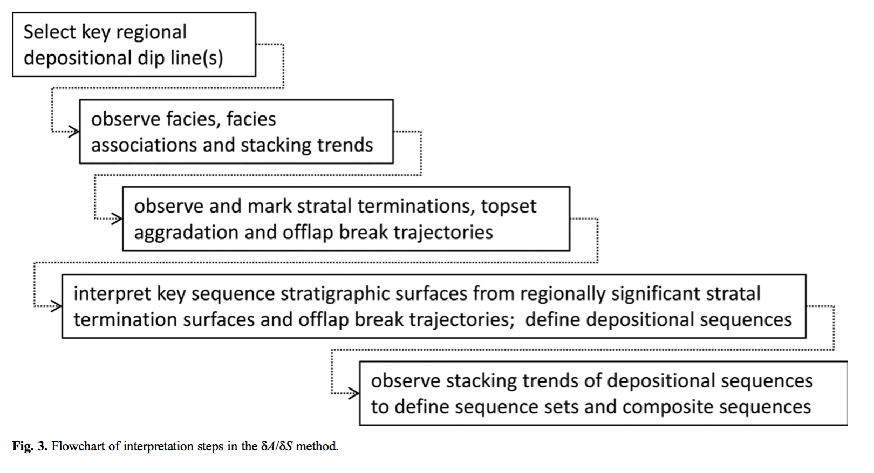 Select key regional
depositional dip line(s)
observe facies, facies
associations and stacking trends
observe and mark stratal terminations, topset
aggradation and offlap break trajectories
interpret key sequence stratigraphic surfaces from regionally significant stratal
termination surfaces and offlap break trajectories; define depositional sequences
observe stacking trends of depositional sequences
to define sequence sets and composite sequences
Fig. 3. Flowchart of interpretation steps in the δA/δS method.